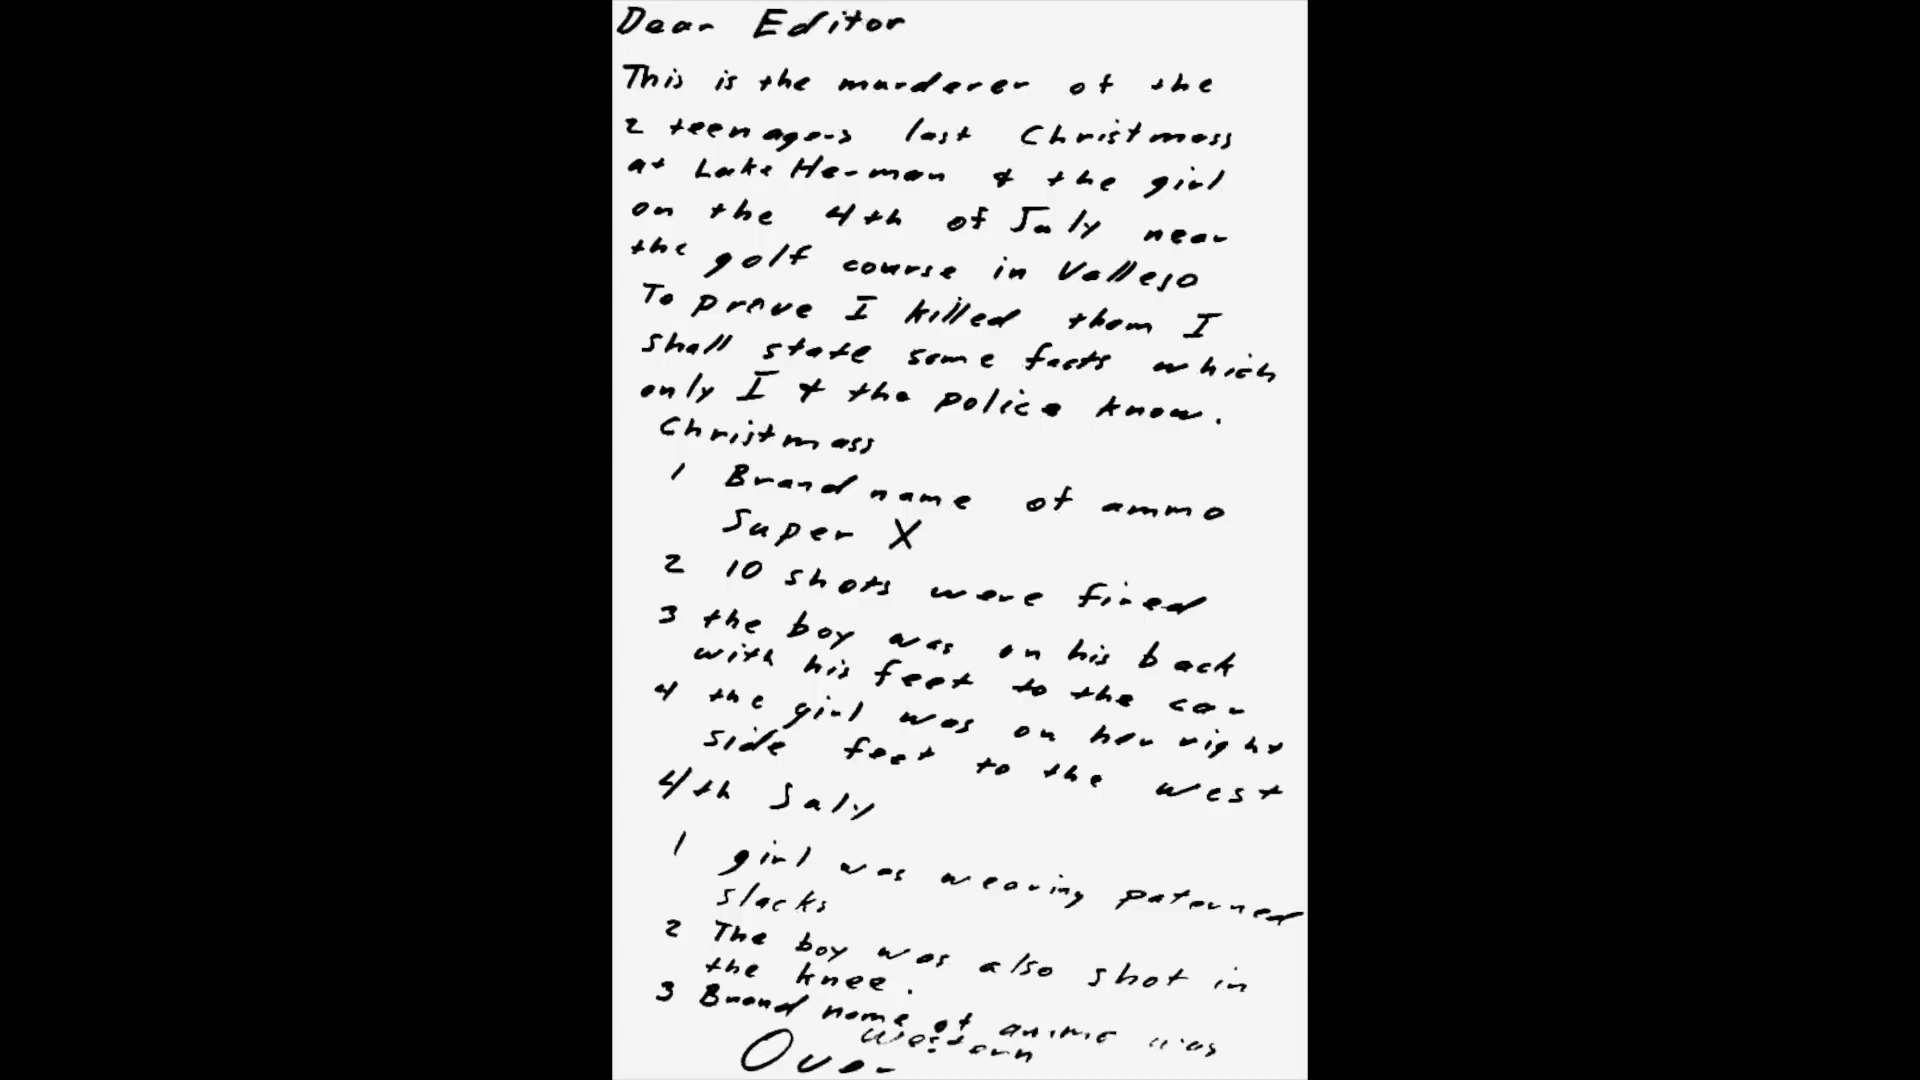 Dear Editor
This is the murderer of the
2 teenagers last Christmass
at Lake Herman & the girl
on the 4th of July near
the golf course in Vallejo
To prove I killed them I
shall state some facts which
only I & the police know.
Christmass
1 Brand name of ammo
Super X
2 10 shots were fired
3 the boy was on his back
with his feet to the car
4 the girl was on her right
side feet to the west
4th July
1 girl was wearing paterned
slacks
2 The boy was also shot in
the knee.
3 Brand name of ammo was
Western
Over